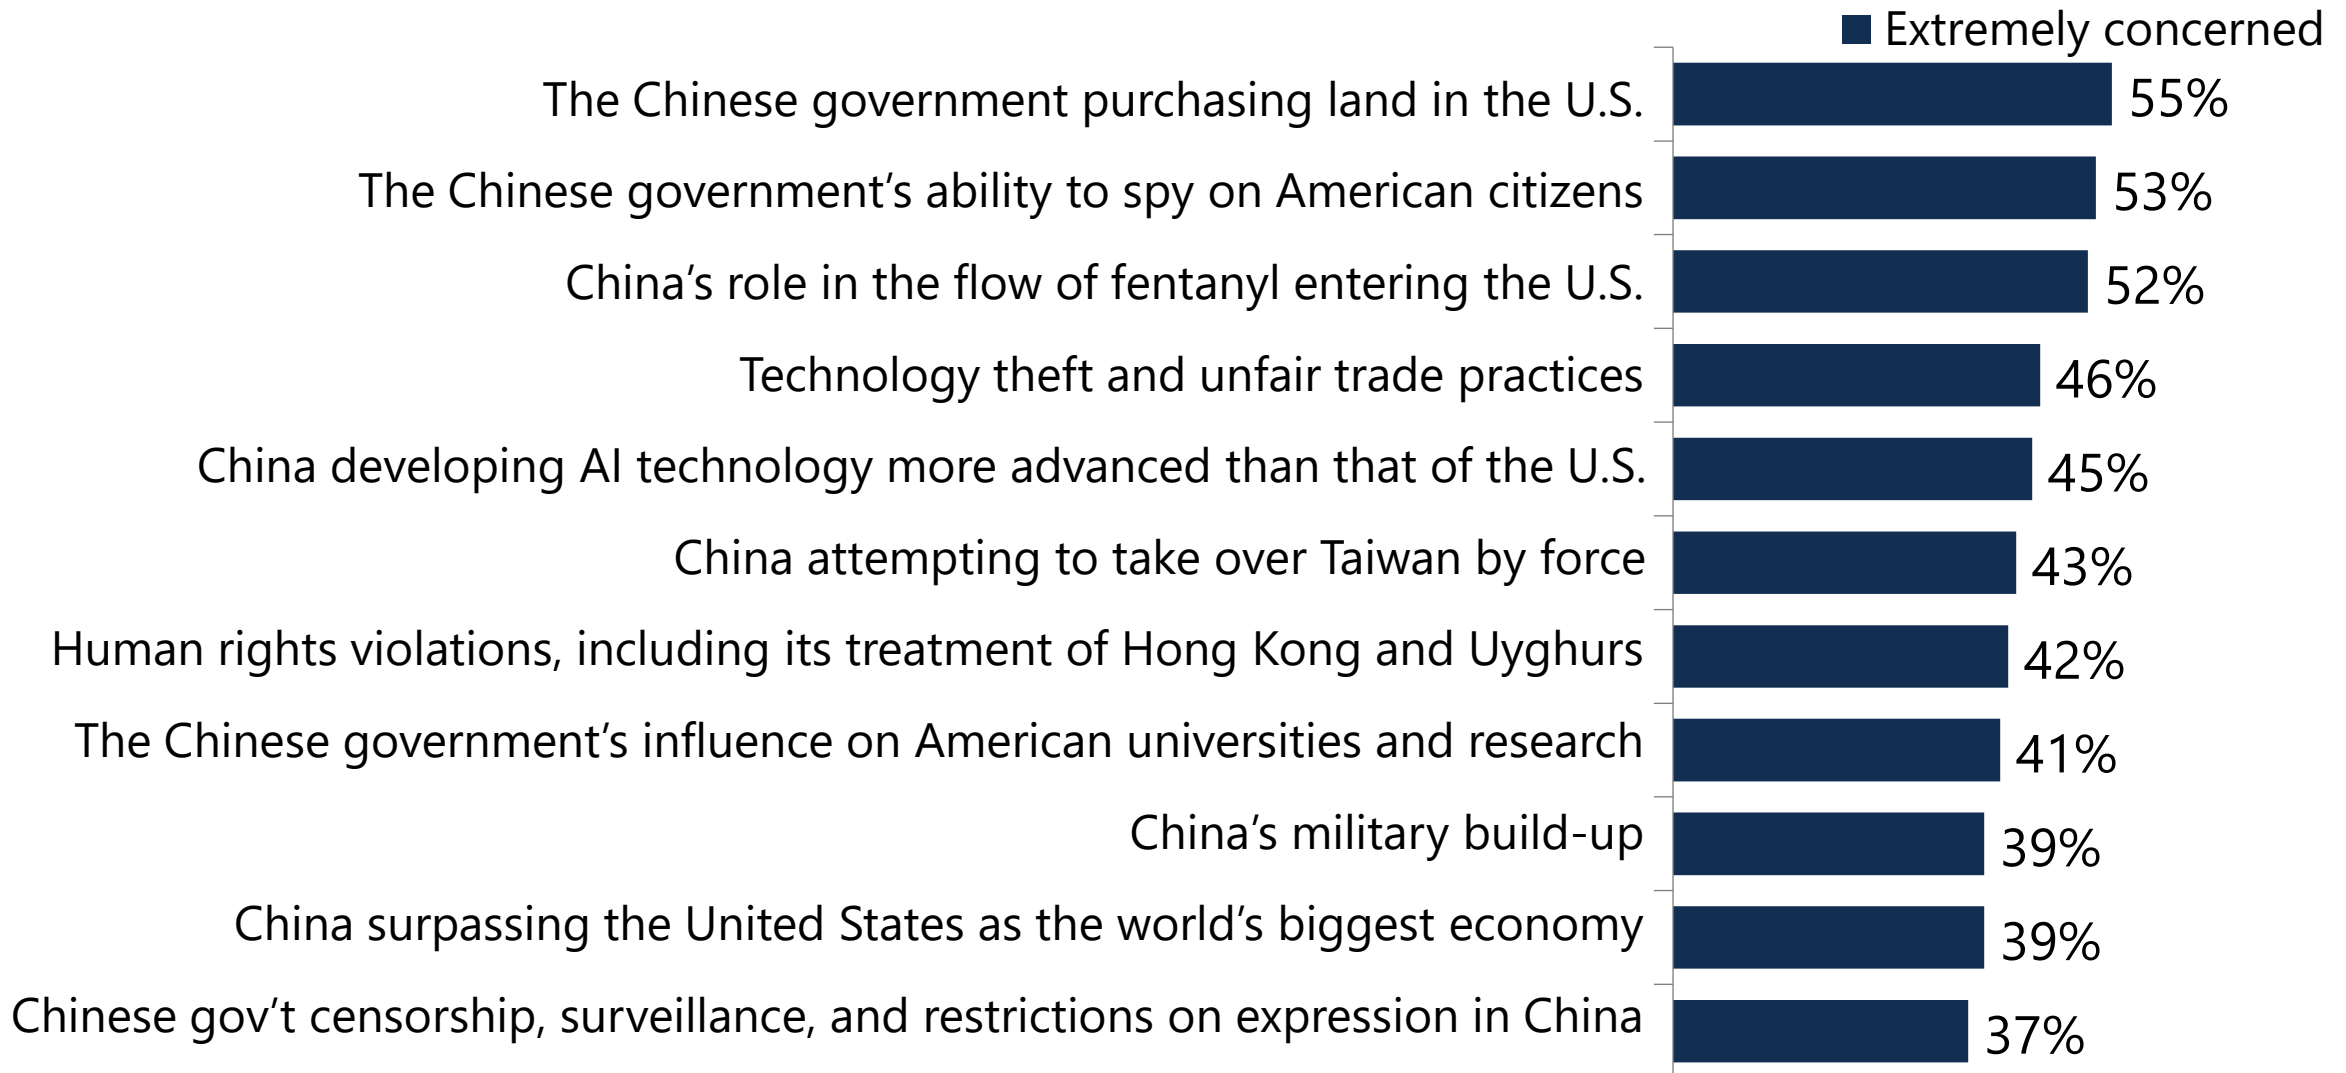 Extremely concerned
The Chinese government purchasing land in the U.S. 55%
The Chinese government’s ability to spy on American citizens 53%
China’s role in the flow of fentanyl entering the U.S. 52%
Technology theft and unfair trade practices 46%
China developing AI technology more advanced than that of the U.S. 45%
China attempting to take over Taiwan by force 43%
Human rights violations, including its treatment of Hong Kong and Uyghurs 42%
The Chinese government’s influence on American universities and research 41%
China’s military build-up 39%
China surpassing the United States as the world’s biggest economy 39%
Chinese gov’t censorship, surveillance, and restrictions on expression in China 37%